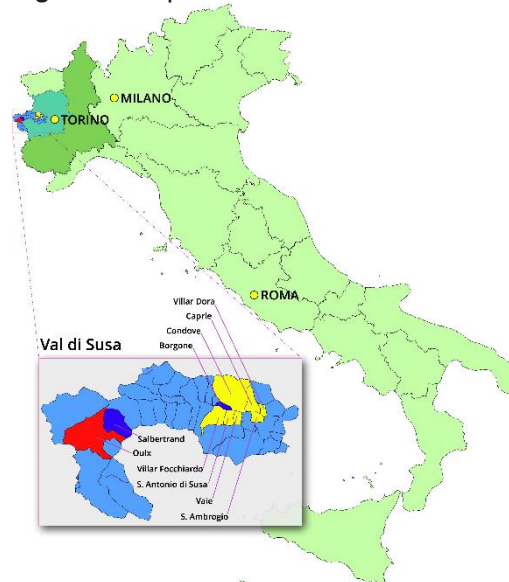 MILANO
TORINO
ROMA
Villar Dora
Caprie
Condove
Borgone
Val di Susa
Salbertrand
Oulx
Villar Focchiardo
S. Antonio di Susa
Vaie
S. Ambrogio